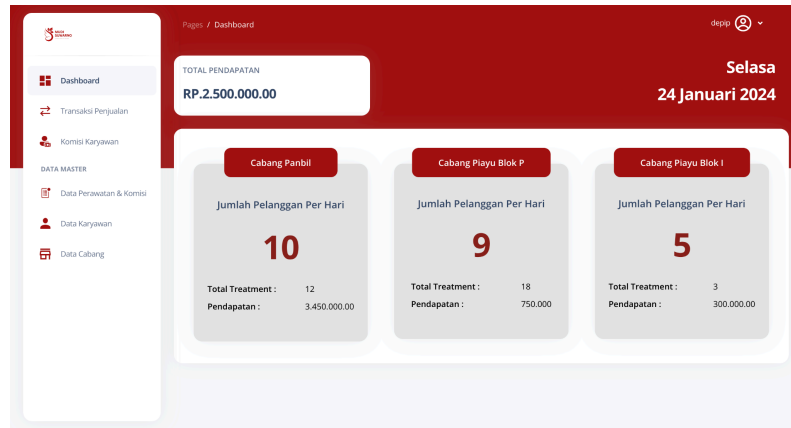 MUGI
SEHARRO
Pages / Dashboard
depip
Dashboard
Transaksi Penjualan
Komisi Karyawan
DATA MASTER
Data Perawatan & Komisi
Data Karyawan
Data Cabang
TOTAL PENDAPATAN
RP.2.500.000.00
Selasa
24 Januari 2024
Cabang Panbil
Jumlah Pelanggan Per Hari
10
Total Treatment : 12
Pendapatan : 3.450.000.00
Cabang Piayu Blok P
Jumlah Pelanggan Per Hari
9
Total Treatment : 18
Pendapatan : 750.000
Cabang Piayu Blok I
Jumlah Pelanggan Per Hari
5
Total Treatment : 3
Pendapatan : 300.000.00